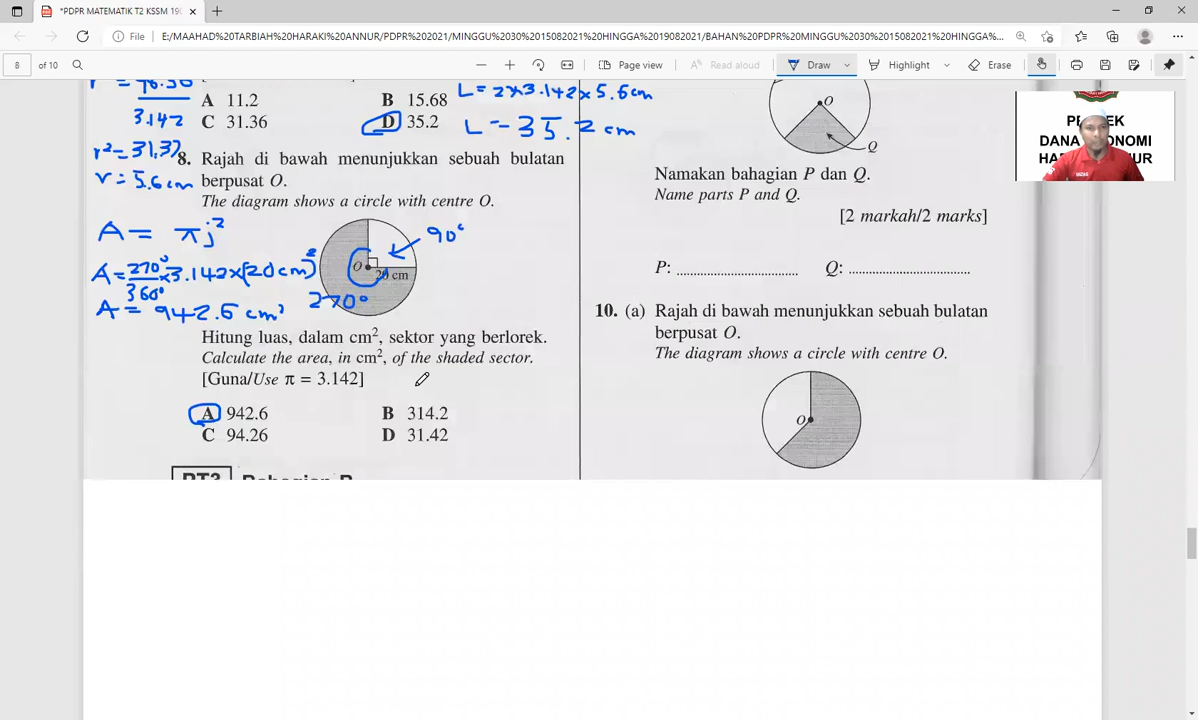 *PDPR MATEMATIK T2 KSSM 190
File
E:/MAAHAD%20TARBIAH%20HARAKI%20ANNUR/PDPR%202021/MINGGU%2030%2015082021%20HINGGA%2019082021/BAHAN%20PDPR%20MINGGU%2030%2015082021%20HINGGA%...
8
of 10
Page view
Read aloud
Draw
Highlight
Erase
3.142
A 11.2
B 15.68
C 31.36
D 35.2
L = 2 x 3.142 x 5.6 cm
L = 35.2 cm
r² = 31.37
r = 5.6 cm
8. Rajah di bawah menunjukkan sebuah bulatan
berpusat O.
The diagram shows a circle with centre O.
A = πj²
A = 270°/360° x 3.142 x (20 cm)²
A = 942.6 cm²
90°
O
20 cm
270°
Hitung luas, dalam cm², sektor yang berlorek.
Calculate the area, in cm², of the shaded sector.
[Guna/Use π = 3.142]
A 942.6
B 314.2
C 94.26
D 31.42
O
Q
Namakan bahagian P dan Q.
Name parts P and Q.
[2 markah/2 marks]
P: ..............................
Q: ..............................
10. (a) Rajah di bawah menunjukkan sebuah bulatan
berpusat O.
The diagram shows a circle with centre O.
O